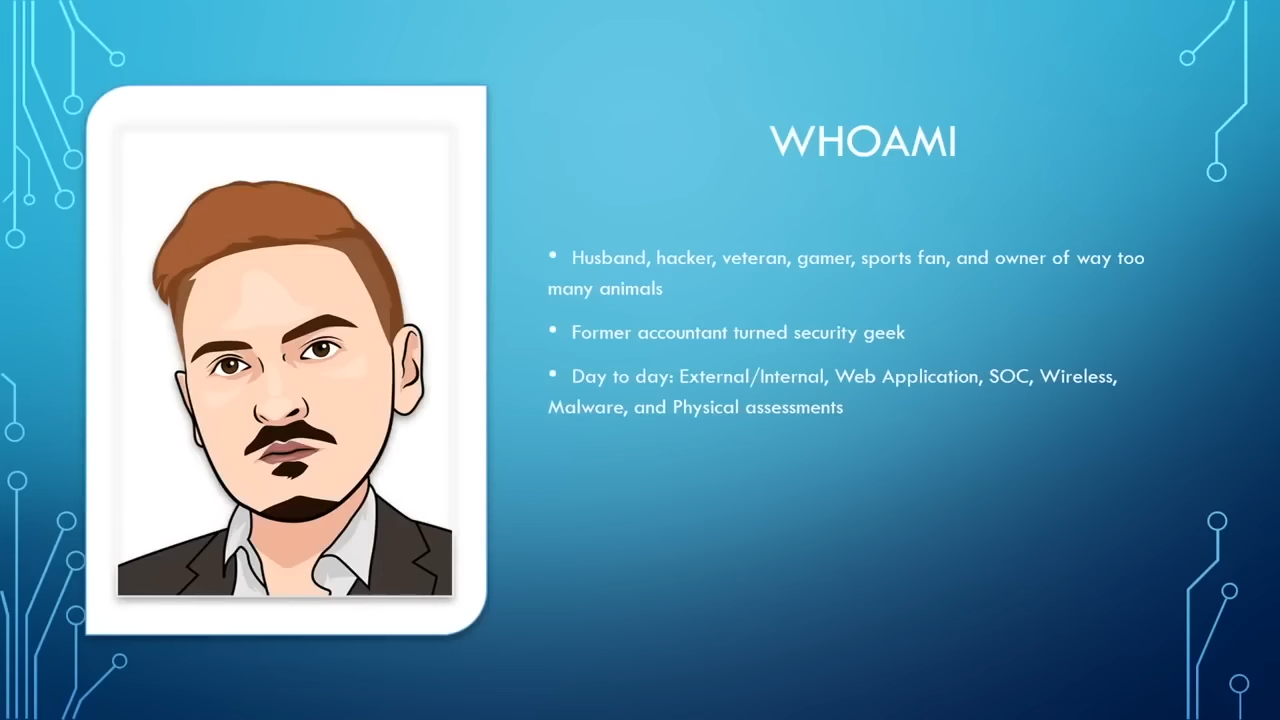 WHOAMI
• Husband, hacker, veteran, gamer, sports fan, and owner of way too
many animals
• Former accountant turned security geek
• Day to day: External/Internal, Web Application, SOC, Wireless,
Malware, and Physical assessments